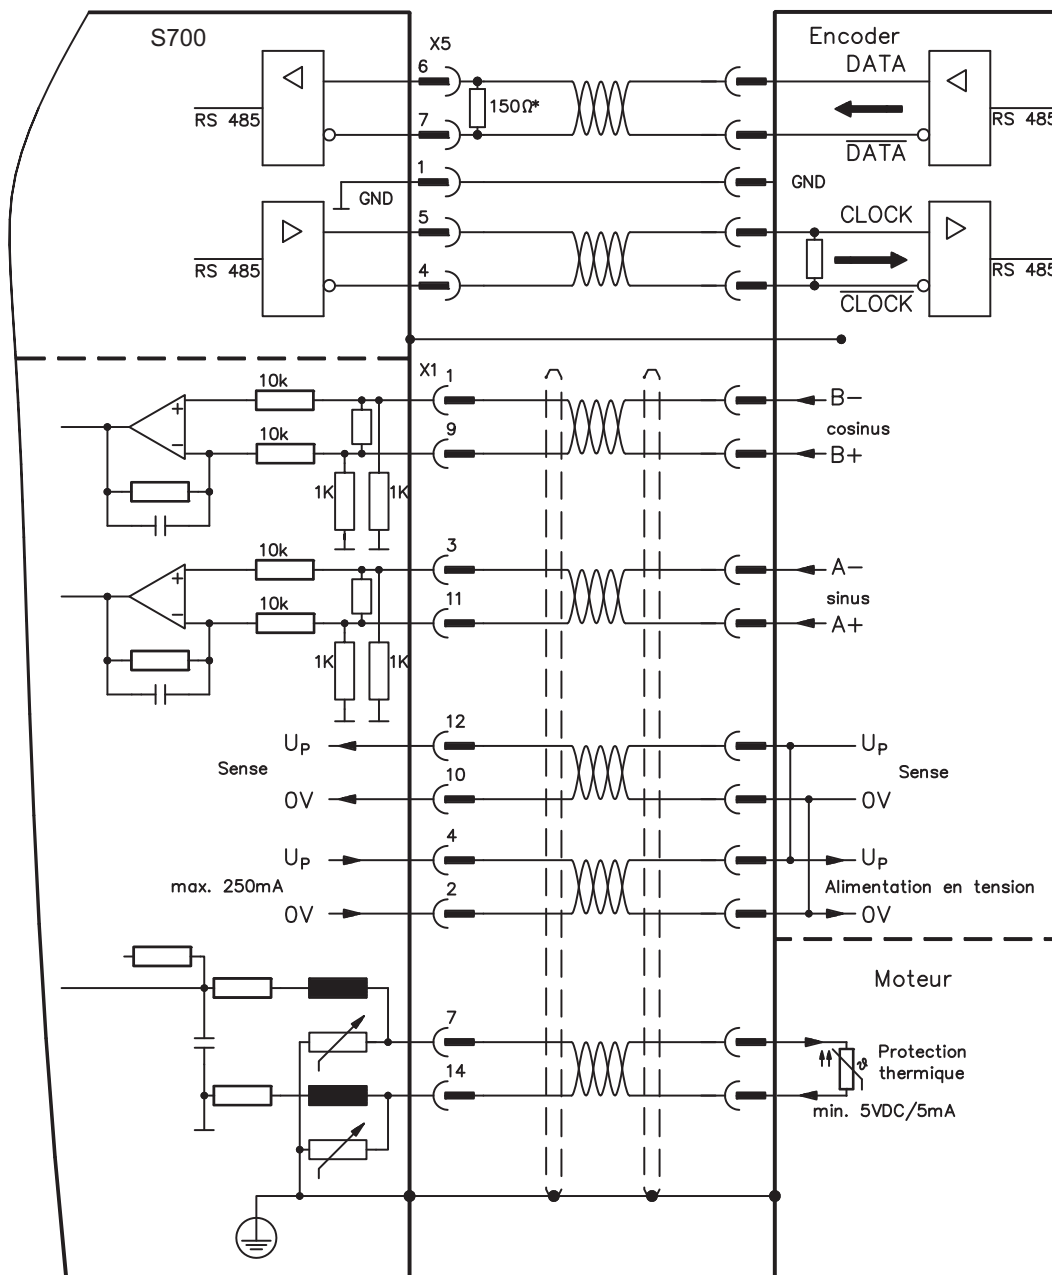 S700
X5
Encoder
6
DATA
RS 485
150Ω*
RS 485
7
DATA
1
GND
GND
5
CLOCK
RS 485
RS 485
4
CLOCK
X1
1
10k
B−
+
9
cosinus
10k
B+
−
1K
1K
3
10k
A−
+
11
sinus
10k
A+
−
1K
1K
12
UP
UP
Sense
Sense
10
0V
0V
4
UP
UP
max. 250mA
Alimentation en tension
2
0V
0V
Moteur
7
Protection
ϑ
thermique
14
min. 5VDC/5mA